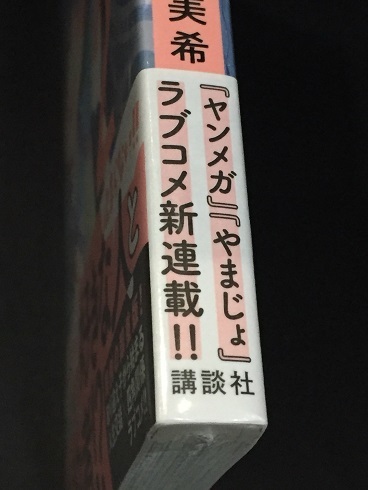 美希
『ヤンメガ』『やまじょ』
ラブコメ新連載!!
講談社
と